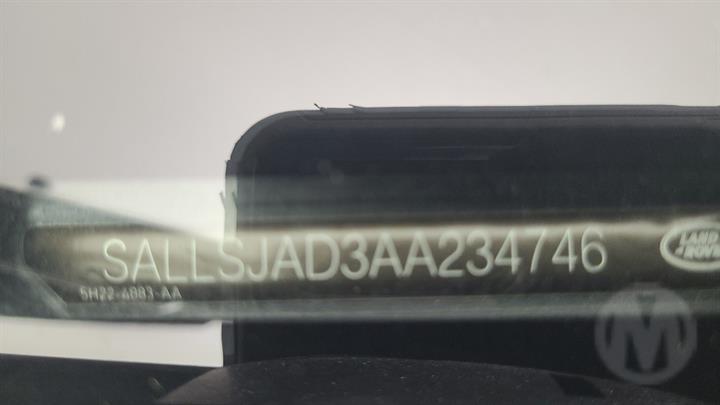 SALLSJAD3AA234746
LAND
ROVER
5H22-4883-AA
M